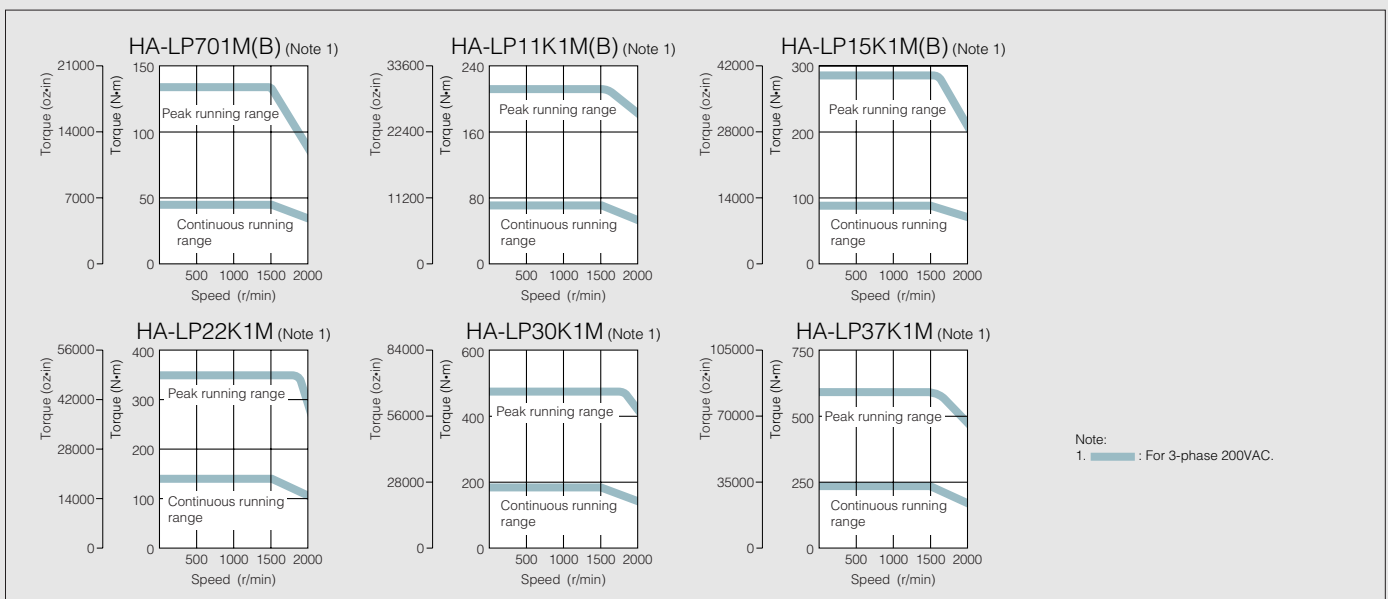 HA-LP701M(B) (Note 1)
Torque (oz•in)
21000
14000
7000
0
Torque (N•m)
150
100
50
0
Peak running range
Continuous running
range
500 1000 1500 2000
Speed (r/min)
HA-LP11K1M(B) (Note 1)
Torque (oz•in)
33600
22400
11200
0
Torque (N•m)
240
160
80
0
Peak running range
Continuous running
range
500 1000 1500 2000
Speed (r/min)
HA-LP15K1M(B) (Note 1)
Torque (oz•in)
42000
28000
14000
0
Torque (N•m)
300
200
100
0
Peak running range
Continuous running
range
500 1000 1500 2000
Speed (r/min)
HA-LP22K1M (Note 1)
Torque (oz•in)
56000
42000
28000
14000
0
Torque (N•m)
400
300
200
100
0
Peak running range
Continuous running
range
500 1000 1500 2000
Speed (r/min)
HA-LP30K1M (Note 1)
Torque (oz•in)
84000
56000
28000
0
Torque (N•m)
600
400
200
0
Peak running range
Continuous running
range
500 1000 1500 2000
Speed (r/min)
HA-LP37K1M (Note 1)
Torque (oz•in)
105000
70000
35000
0
Torque (N•m)
750
500
250
0
Peak running range
Continuous running
range
500 1000 1500 2000
Speed (r/min)
Note:
1. : For 3-phase 200VAC.